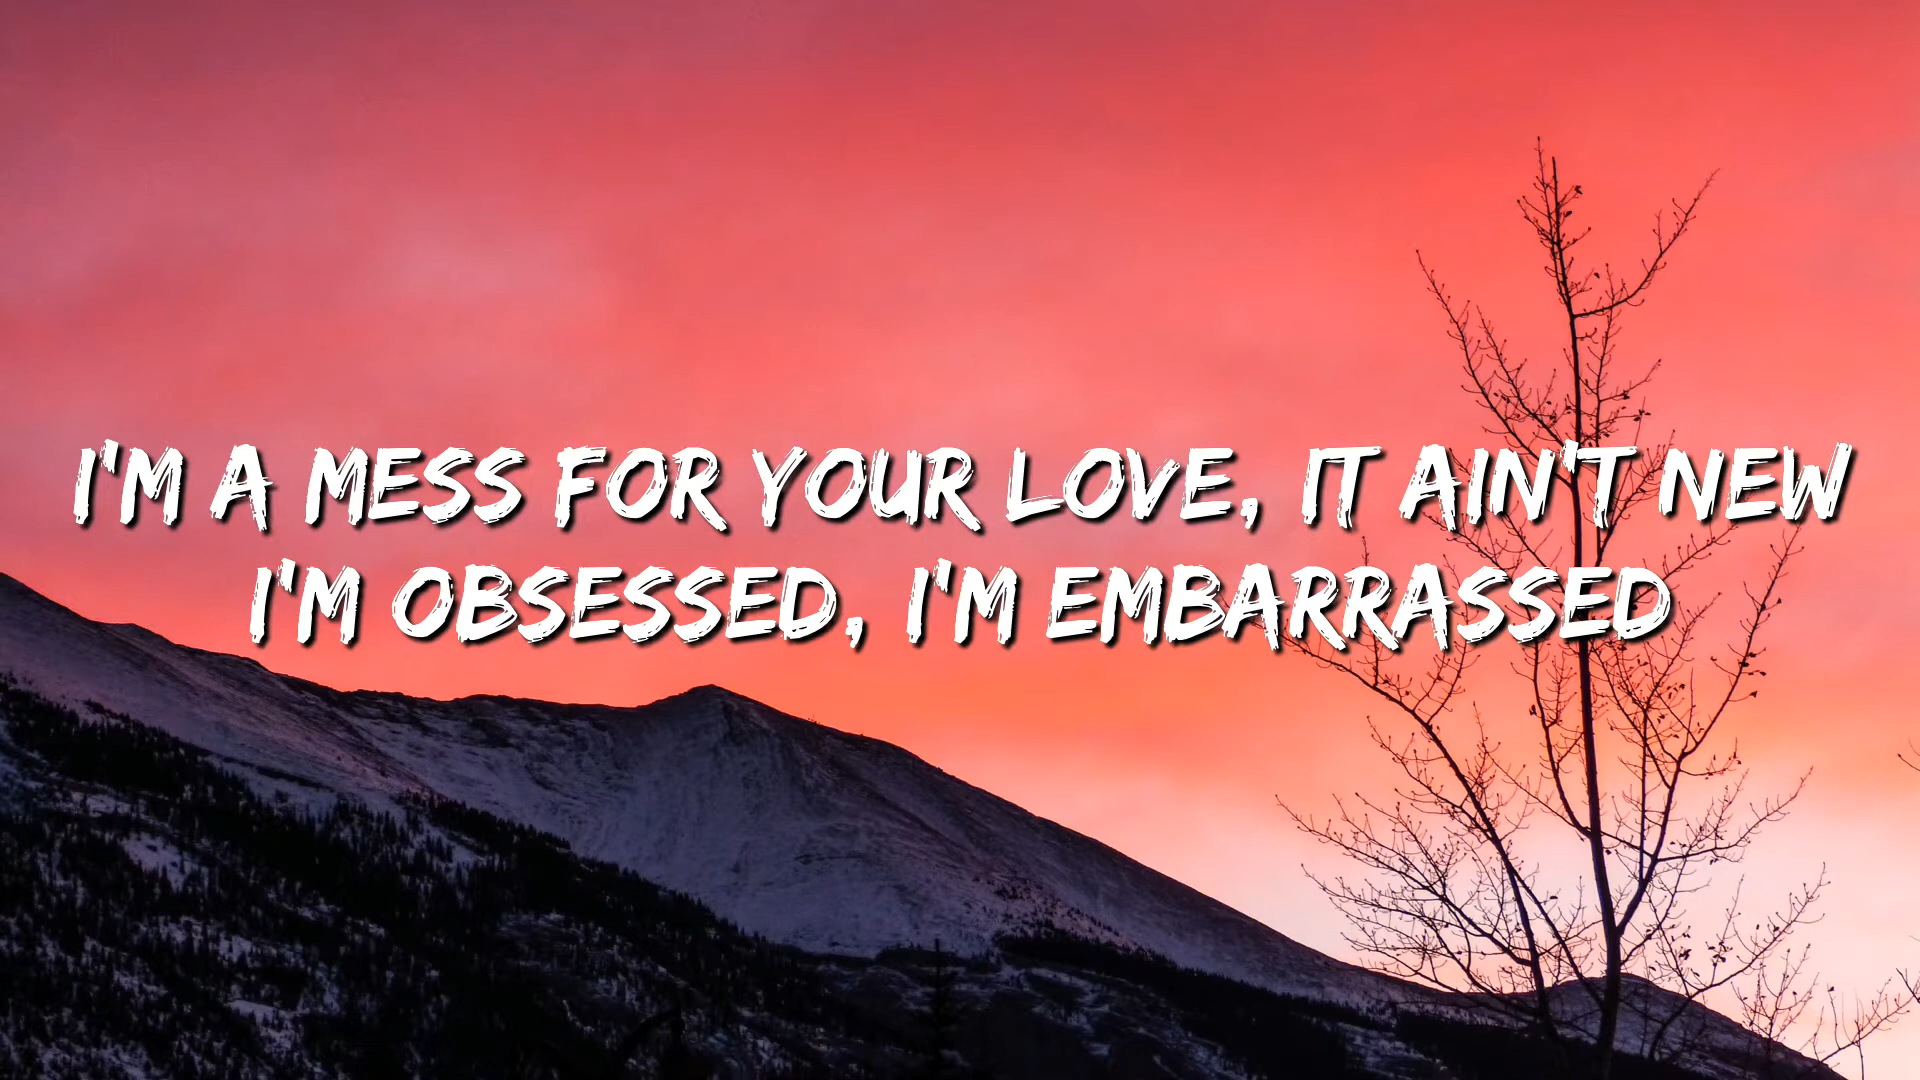 I'M A MESS FOR YOUR LOVE, IT AIN'T NEW
I'M OBSESSED, I'M EMBARRASSED